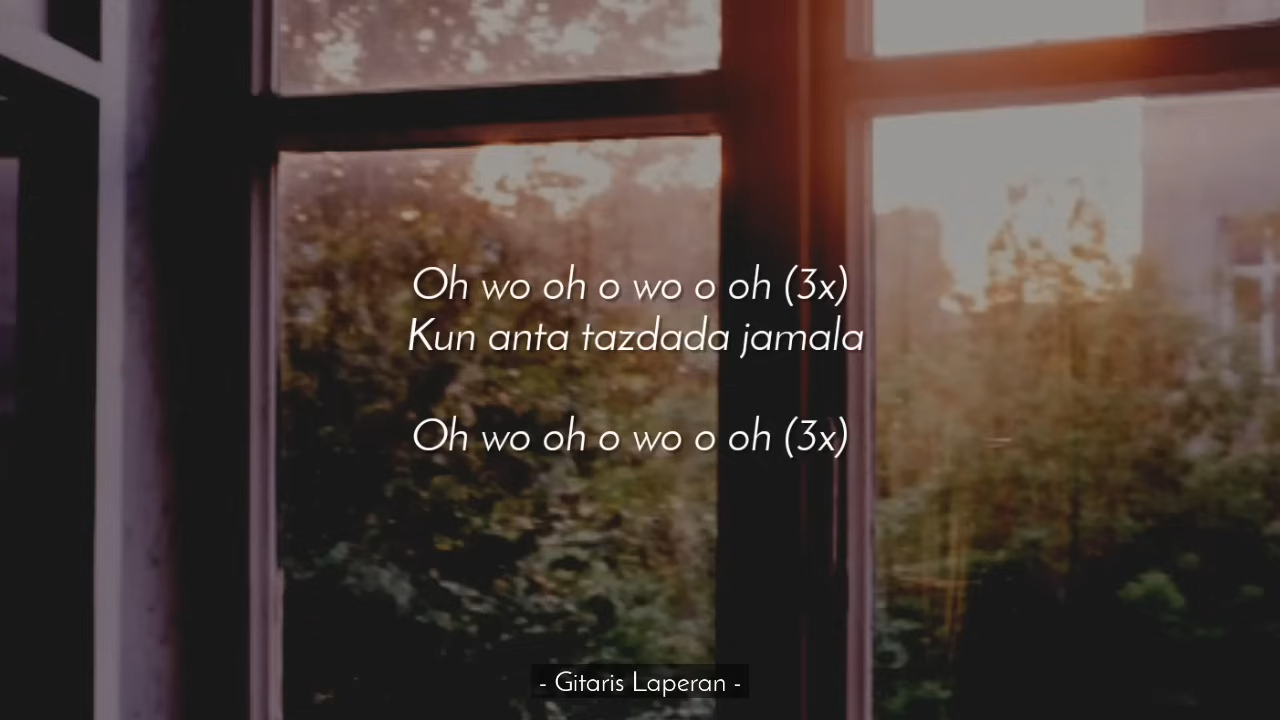 Oh wo oh o wo o oh (3x)
Kun anta tazdada jamala
Oh wo oh o wo o oh (3x)
- Gitaris Laperan -